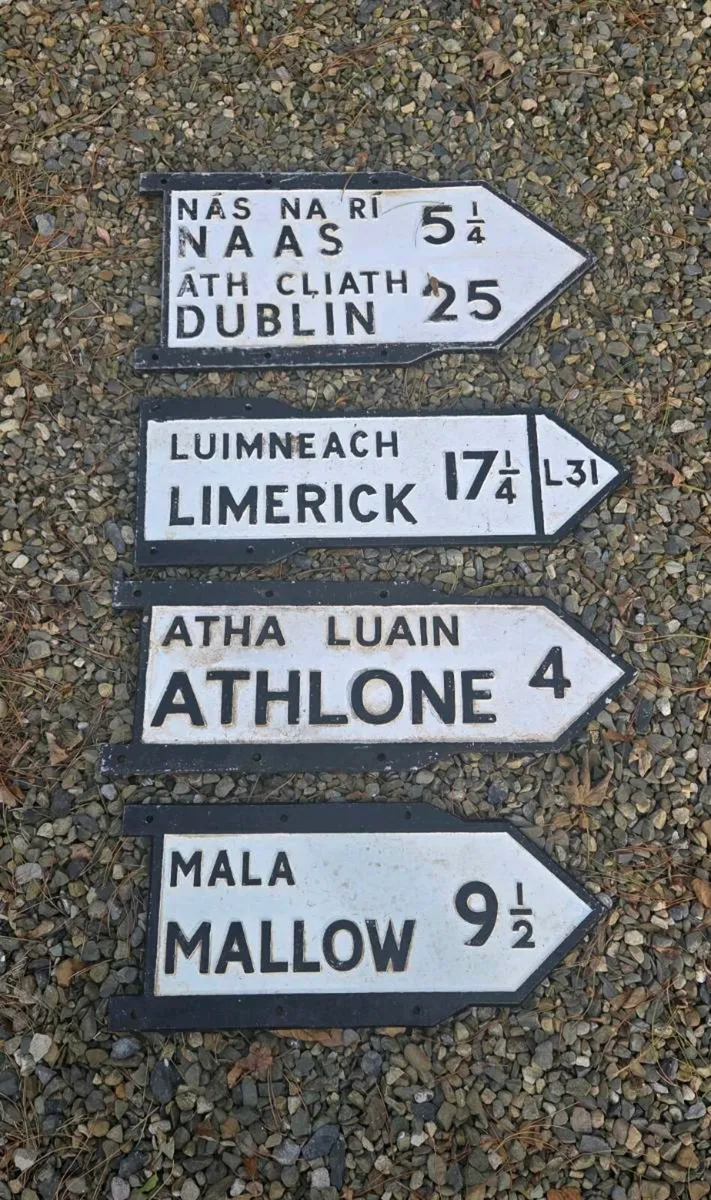 NÁS NA RÍ 5 1/4
NAAS
ÁTH CLIATH 25
DUBLIN
LUIMNEACH 17 1/4 L31
LIMERICK
ATHA LUAIN 4
ATHLONE
MALA 9 1/2
MALLOW